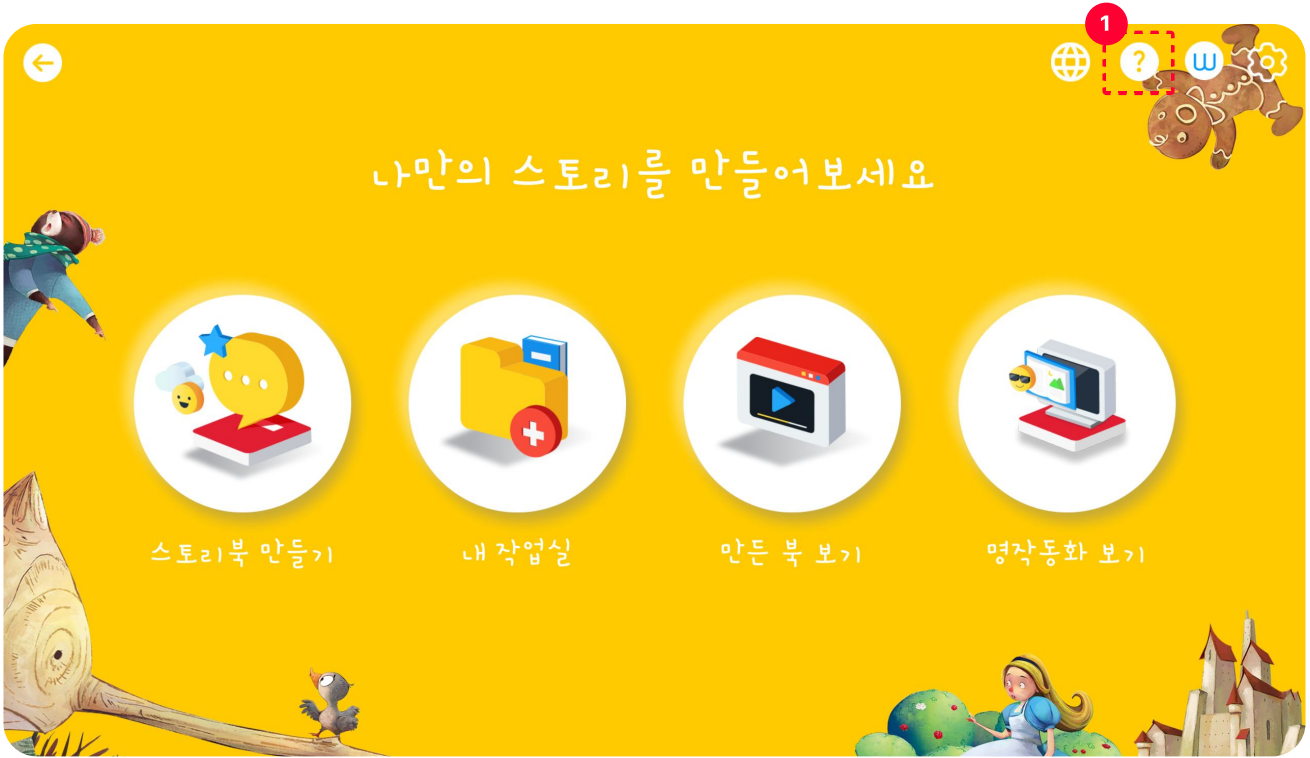 1
?
w
나만의 스토리를 만들어보세요
스토리북 만들기
내 작업실
만든 북 보기
명작동화 보기